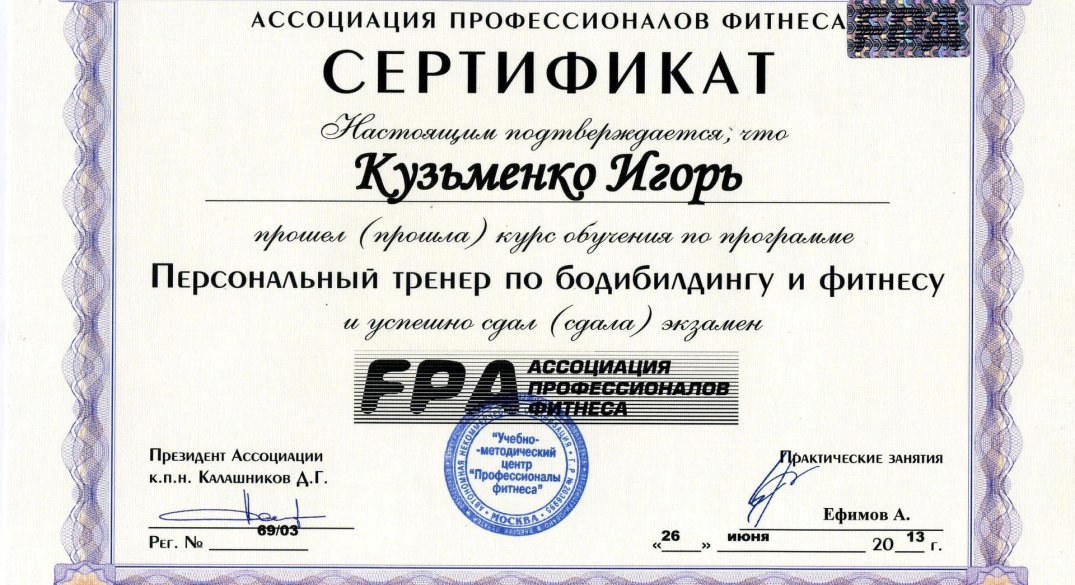 АССОЦИАЦИЯ ПРОФЕССИОНАЛОВ ФИТНЕСА
СЕРТИФИКАТ
Настоящим подтверждается, что
Кузьменко Игорь
прошел (прошла) курс обучения по программе
Персональный тренер по бодибилдингу и фитнесу
и успешно сдал (сдала) экзамен
FPA АССОЦИАЦИЯ
ПРОФЕССИОНАЛОВ
ФИТНЕСА
"Учебно-
-методический
центр
"Профессионалы
фитнеса"
МОСКВА
Президент Ассоциации
к.п.н. Калашников Д.Г.
69/03
Рег. №
Практические занятия
Ефимов А.
«26» июня 2013 г.